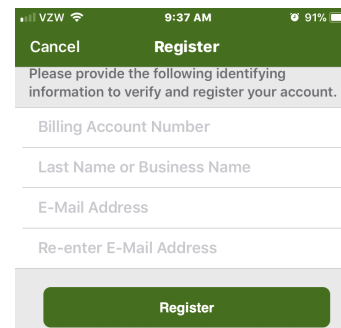 VZW 9:37 AM 91%
Cancel Register
Please provide the following identifying
information to verify and register your account.
Billing Account Number
Last Name or Business Name
E-Mail Address
Re-enter E-Mail Address
Register